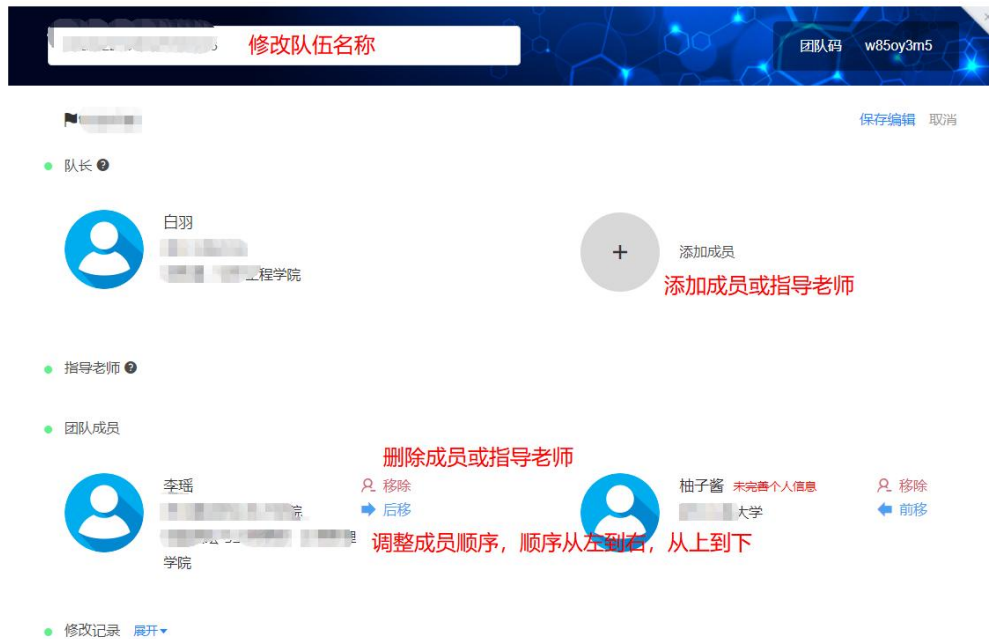 修改队伍名称
团队码 w85oy3m5
保存编辑 取消
队长
白羽
添加成员
工程学院
添加成员或指导老师
指导老师
团队成员
删除成员或指导老师
李瑶 移除
柚子酱 未完善个人信息 移除
院 后移
大学 前移
理
调整成员顺序，顺序从左到右，从上到下
学院
修改记录 展开